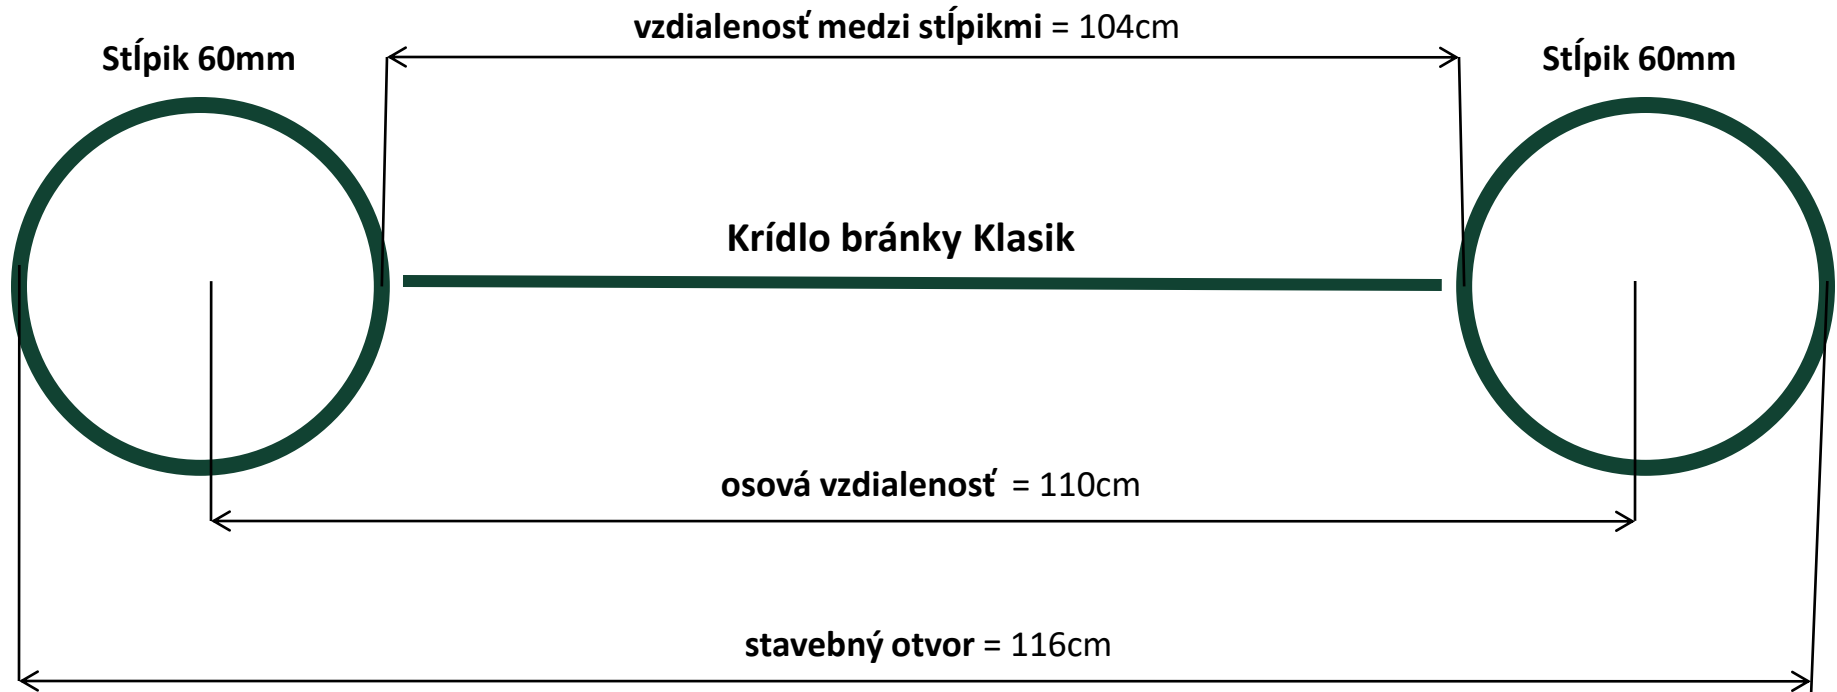 vzdialenosť medzi stĺpikmi = 104cm
Stĺpik 60mm
Stĺpik 60mm
Krídlo bránky Klasik
osová vzdialenosť  = 110cm
stavebný otvor = 116cm